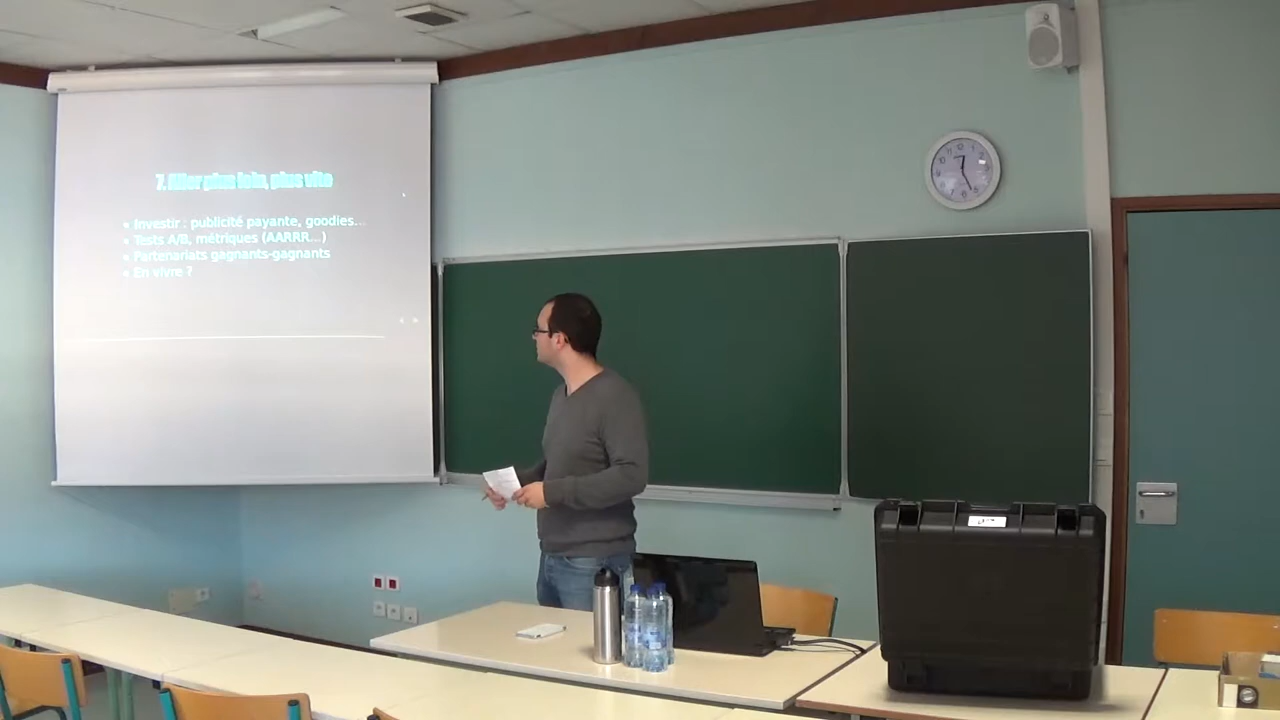 7. Aller plus loin, plus vite
• Investir : publicité payante, goodies...
• Tests A/B, métriques (AARRR...)
• Partenariats gagnants-gagnants
• En vivre ?